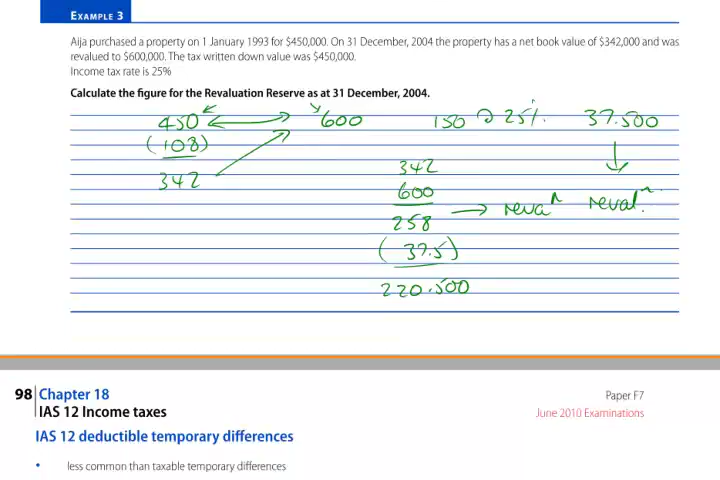 EXAMPLE 3
Aija purchased a property on 1 January 1993 for $450,000. On 31 December, 2004 the property has a net book value of $342,000 and was
revalued to $600,000. The tax written down value was $450,000.
Income tax rate is 25%
Calculate the figure for the Revaluation Reserve as at 31 December, 2004.
450 600 150 @ 25% 37.500
(108)
342
342
600
258 → revaln revaln.
(37.5)
220.500
98 Chapter 18 Paper F7
IAS 12 Income taxes June 2010 Examinations
IAS 12 deductible temporary differences
• less common than taxable temporary differences